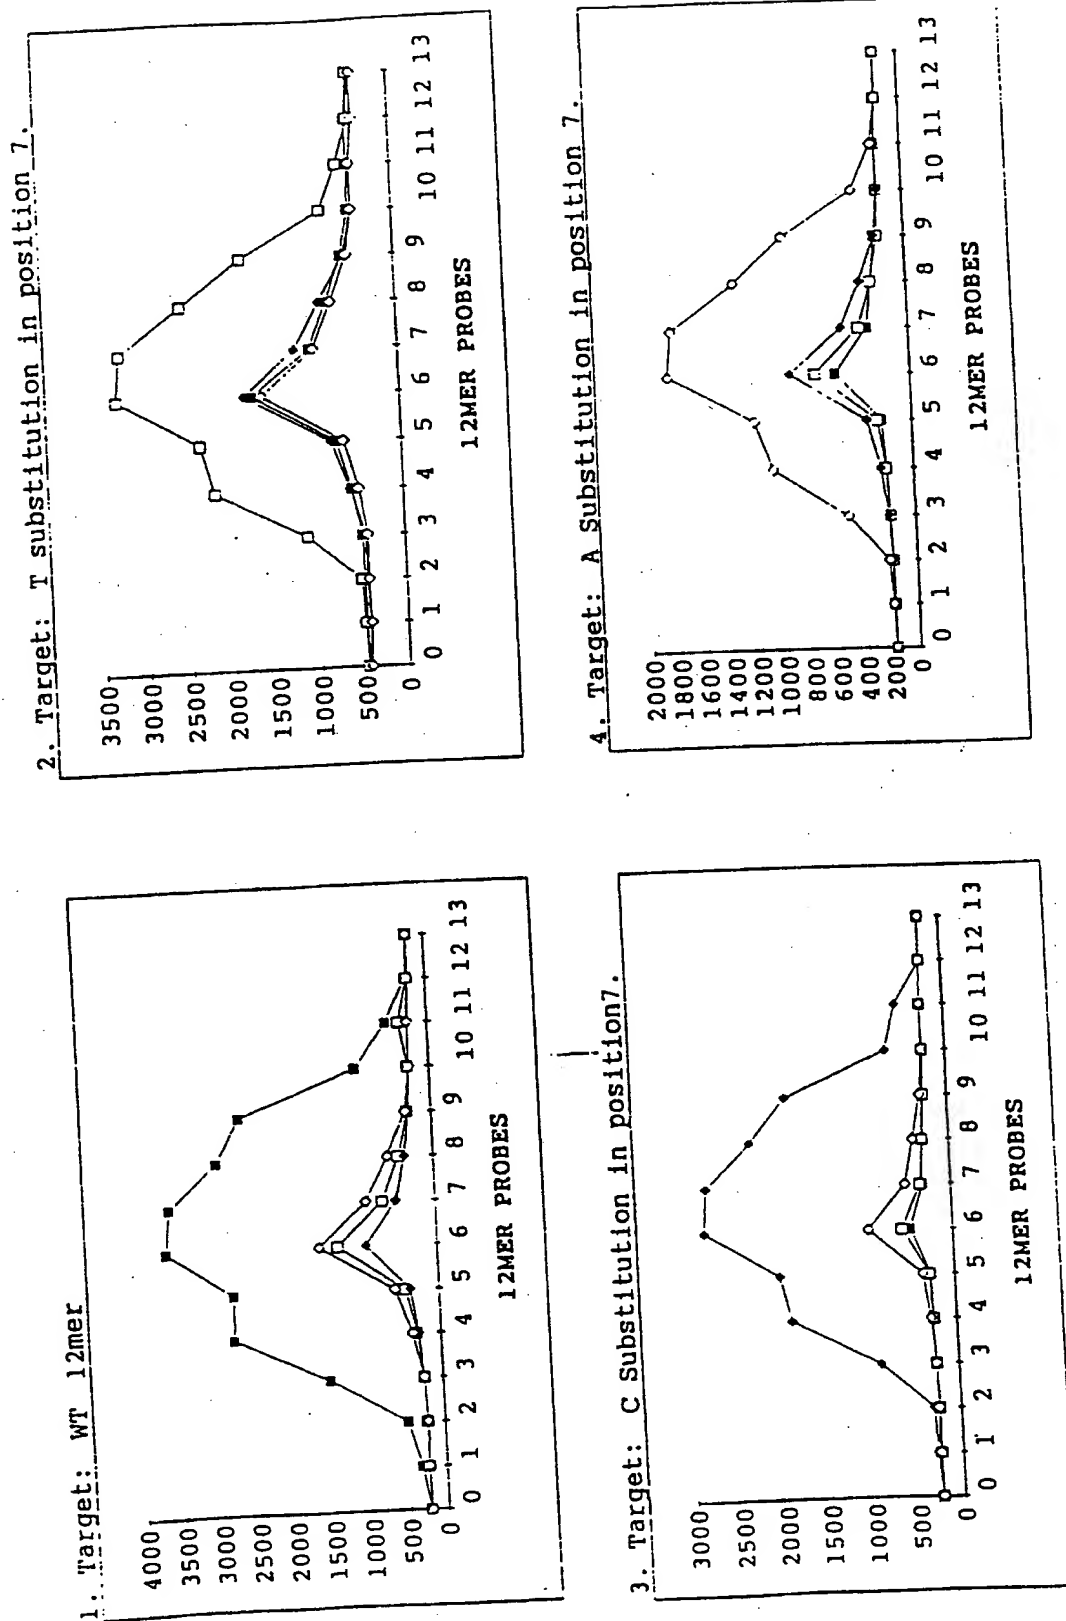 1. Target: WT 12mer
4000
3500
3000
2500
2000
1500
1000
500
0
0 1 2 3 4 5 6 7 8 9 10 11 12 13
12MER PROBES
2. Target: T substitution in position 7.
3500
3000
2500
2000
1500
1000
500
0
0 1 2 3 4 5 6 7 8 9 10 11 12 13
12MER PROBES
3. Target: C Substitution in position7.
3000
2500
2000
1500
1000
500
0
0 1 2 3 4 5 6 7 8 9 10 11 12 13
12MER PROBES
4. Target: A Substitution in position 7.
2000
1800
1600
1400
1200
1000
800
600
400
200
0
0 1 2 3 4 5 6 7 8 9 10 11 12 13
12MER PROBES